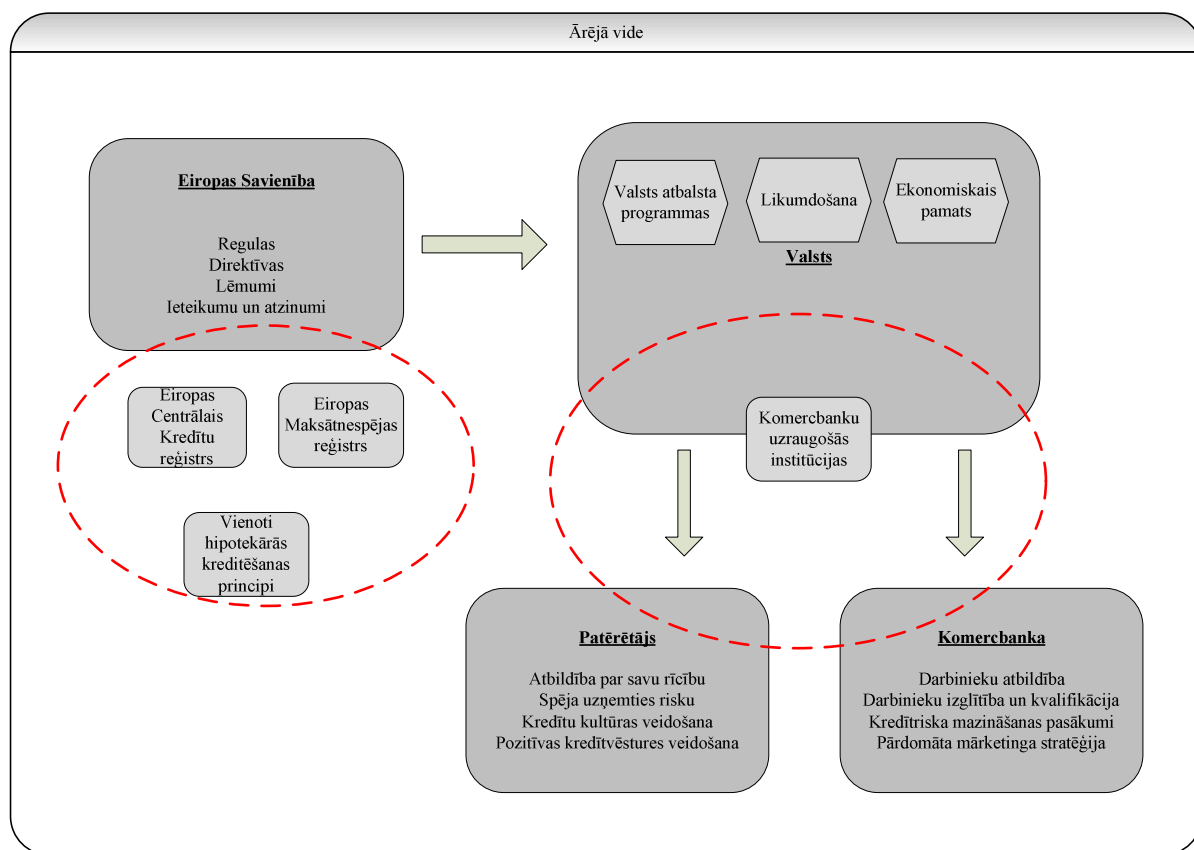 Ārējā vide
Eiropas Savienība
Regulas
Direktīvas
Lēmumi
Ieteikumu un atzinumi
Eiropas
Centrālais
Kredītu
reģistrs
Eiropas
Maksātnespējas
reģistrs
Vienoti
hipotekārās
kreditēšanas
principi
Valsts atbalsta
programmas
Likumdošana
Ekonomiskais
pamats
Valsts
Komercbanku
uzraugošās
institūcijas
Patērētājs
Atbildība par savu rīcību
Spēja uzņemties risku
Kredītu kultūras veidošana
Pozitīvas kredītvēstures veidošana
Komercbanka
Darbinieku atbildība
Darbinieku izglītība un kvalifikācija
Kredītriska mazināšanas pasākumi
Pārdomāta mārketinga stratēģija